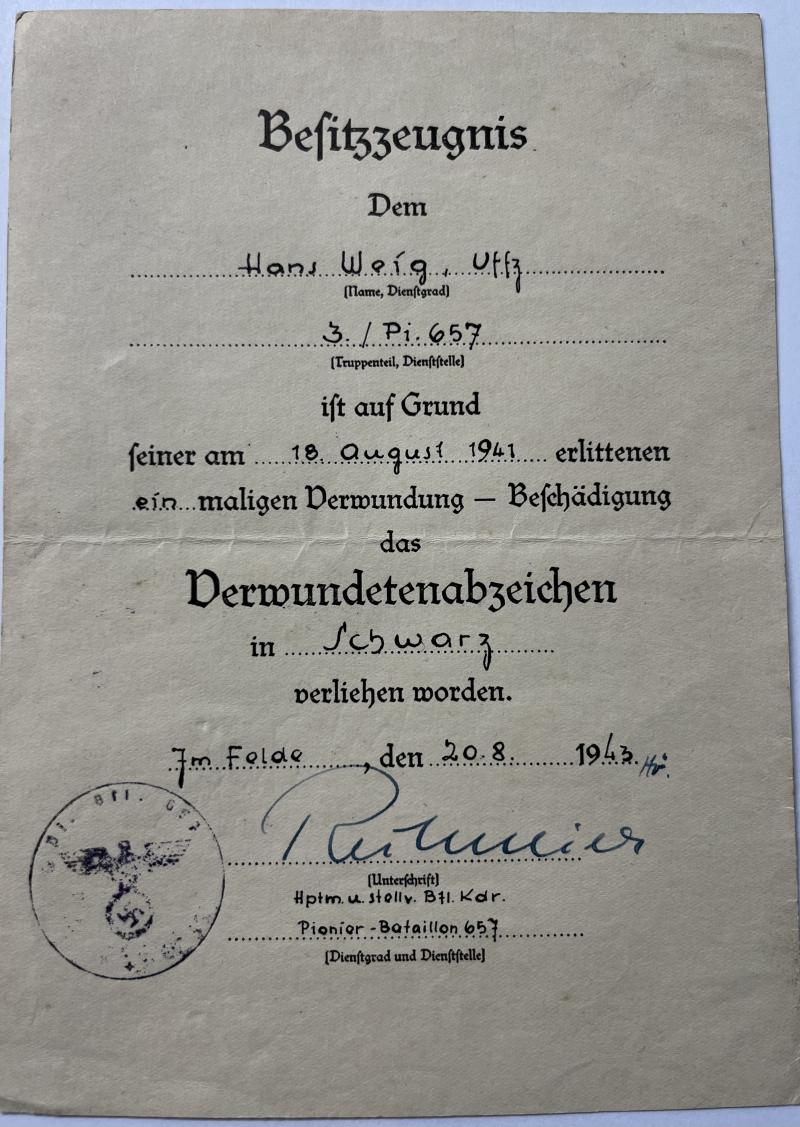 Besitzzeugnis
Dem
Hans Weig, Uffz
(Name, Dienstgrad)
3. / Pi. 657
(Truppenteil, Dienststelle)
ist auf Grund
seiner am 18. August 1941 erlittenen
ein maligen Verwundung – Beschädigung
das
Verwundetenabzeichen
in Schwarz
verliehen worden.
Im Felde, den 20.8. 1943.
(Unterschrift)
Hptm. u. stellv. Btl. Kdr.
Pionier-Bataillon 657
(Dienstgrad und Dienststelle)